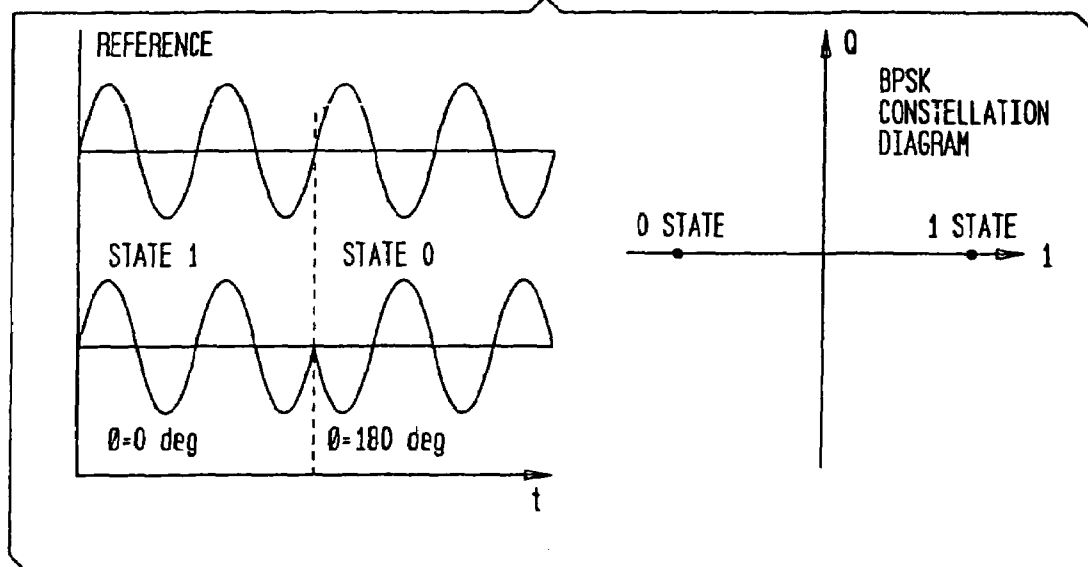 REFERENCE
STATE 1
STATE 0
Ø=0 deg
Ø=180 deg
t
Q
BPSK
CONSTELLATION
DIAGRAM
0 STATE
1 STATE
1